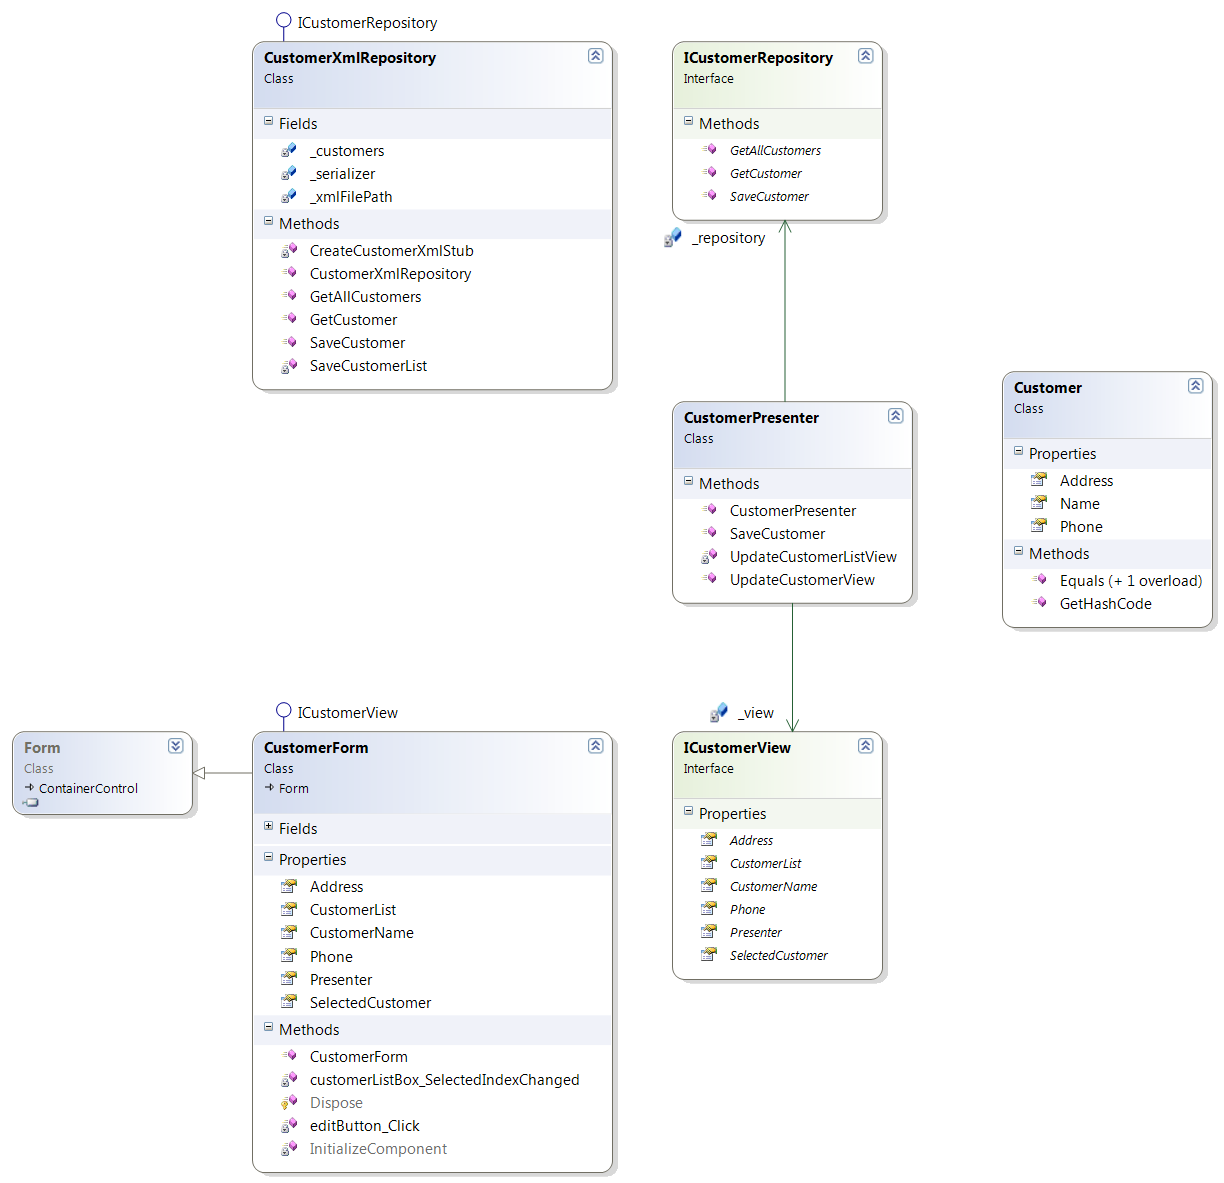 ICustomerRepository
CustomerXmlRepository
Class
Fields
_customers
_serializer
_xmlFilePath
Methods
CreateCustomerXmlStub
CustomerXmlRepository
GetAllCustomers
GetCustomer
SaveCustomer
SaveCustomerList
ICustomerRepository
Interface
Methods
GetAllCustomers
GetCustomer
SaveCustomer
_repository
CustomerPresenter
Class
Methods
CustomerPresenter
SaveCustomer
UpdateCustomerListView
UpdateCustomerView
Customer
Class
Properties
Address
Name
Phone
Methods
Equals (+ 1 overload)
GetHashCode
Form
Class
ContainerControl
ICustomerView
CustomerForm
Class
Form
Fields
Properties
Address
CustomerList
CustomerName
Phone
Presenter
SelectedCustomer
Methods
CustomerForm
customerListBox_SelectedIndexChanged
Dispose
editButton_Click
InitializeComponent
_view
ICustomerView
Interface
Properties
Address
CustomerList
CustomerName
Phone
Presenter
SelectedCustomer